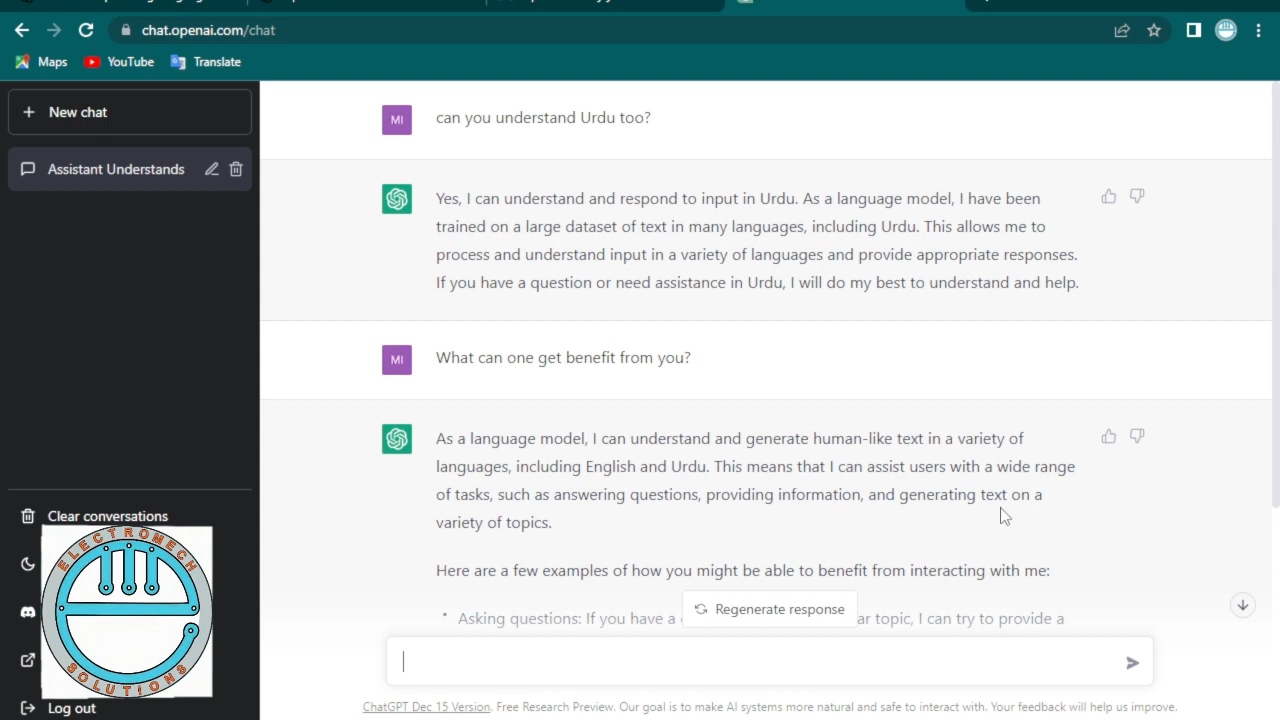 chat.openai.com/chat
Maps
YouTube
Translate
New chat
Assistant Understands
MI
can you understand Urdu too?
Yes, I can understand and respond to input in Urdu. As a language model, I have been
trained on a large dataset of text in many languages, including Urdu. This allows me to
process and understand input in a variety of languages and provide appropriate responses.
If you have a question or need assistance in Urdu, I will do my best to understand and help.
MI
What can one get benefit from you?
As a language model, I can understand and generate human-like text in a variety of
languages, including English and Urdu. This means that I can assist users with a wide range
of tasks, such as answering questions, providing information, and generating text on a
variety of topics.
Here are a few examples of how you might be able to benefit from interacting with me:
Asking questions: If you have a
ar topic, I can try to provide a
Regenerate response
Clear conversations
ELECTROMECH
SOLUTIONS
Log out
ChatGPT Dec 15 Version. Free Research Preview. Our goal is to make AI systems more natural and safe to interact with. Your feedback will help us improve.